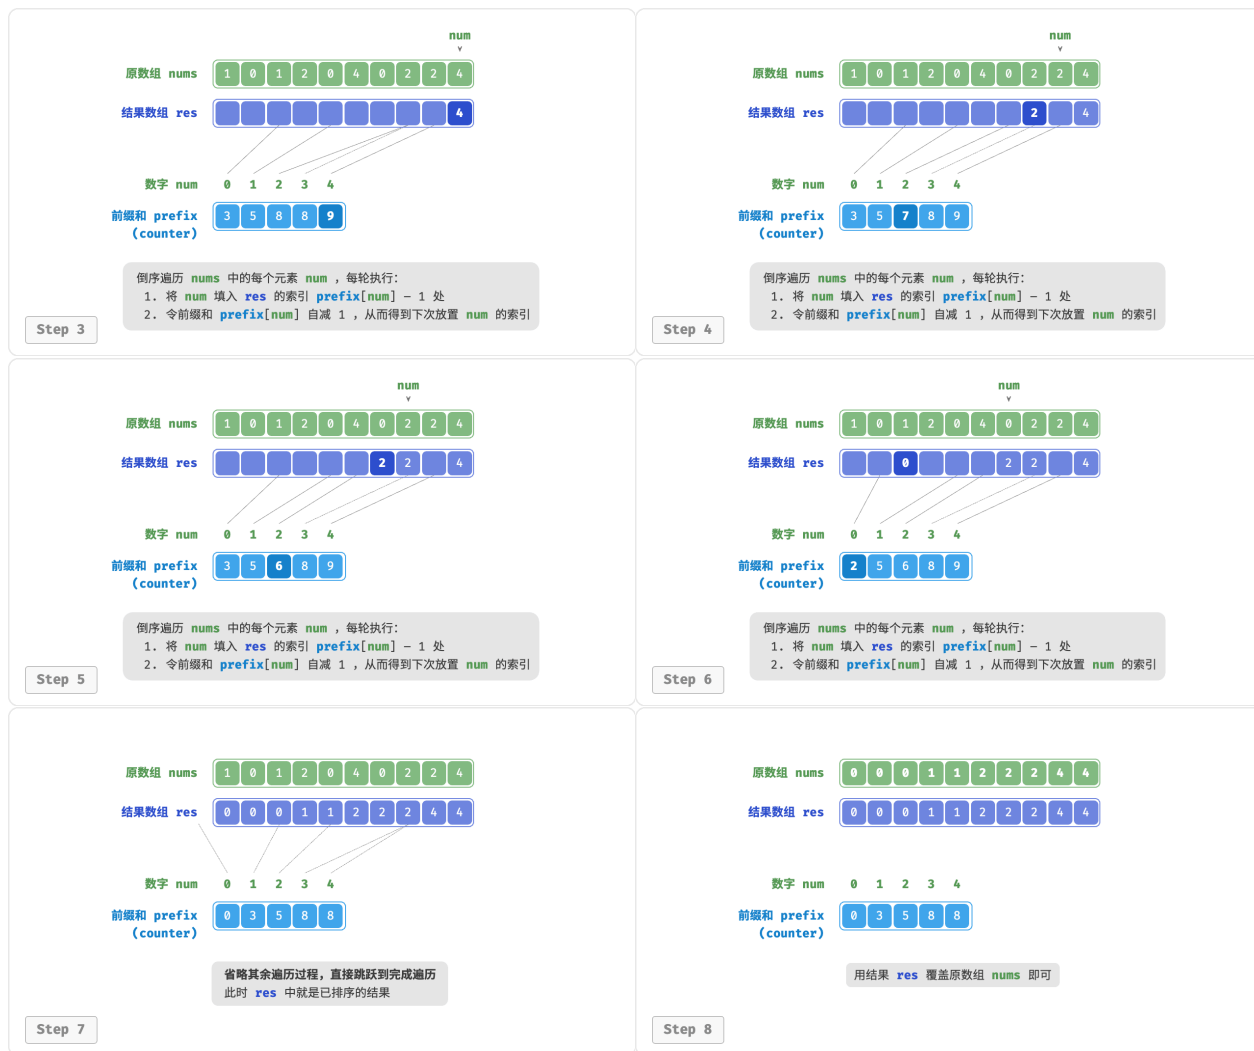 num
原数组 nums 1 0 1 2 0 4 0 2 2 4
结果数组 res 4
数字 num 0 1 2 3 4
前缀和 prefix 3 5 8 8 9
(counter)
倒序遍历 nums 中的每个元素 num ，每轮执行：
1. 将 num 填入 res 的索引 prefix[num] - 1 处
2. 令前缀和 prefix[num] 自减 1 ，从而得到下次放置 num 的索引
Step 3
num
原数组 nums 1 0 1 2 0 4 0 2 2 4
结果数组 res 2 4
数字 num 0 1 2 3 4
前缀和 prefix 3 5 7 8 9
(counter)
倒序遍历 nums 中的每个元素 num ，每轮执行：
1. 将 num 填入 res 的索引 prefix[num] - 1 处
2. 令前缀和 prefix[num] 自减 1 ，从而得到下次放置 num 的索引
Step 4
num
原数组 nums 1 0 1 2 0 4 0 2 2 4
结果数组 res 2 2 4
数字 num 0 1 2 3 4
前缀和 prefix 3 5 6 8 9
(counter)
倒序遍历 nums 中的每个元素 num ，每轮执行：
1. 将 num 填入 res 的索引 prefix[num] - 1 处
2. 令前缀和 prefix[num] 自减 1 ，从而得到下次放置 num 的索引
Step 5
num
原数组 nums 1 0 1 2 0 4 0 2 2 4
结果数组 res 0 2 2 4
数字 num 0 1 2 3 4
前缀和 prefix 2 5 6 8 9
(counter)
倒序遍历 nums 中的每个元素 num ，每轮执行：
1. 将 num 填入 res 的索引 prefix[num] - 1 处
2. 令前缀和 prefix[num] 自减 1 ，从而得到下次放置 num 的索引
Step 6
原数组 nums 1 0 1 2 0 4 0 2 2 4
结果数组 res 0 0 0 1 1 2 2 2 4 4
数字 num 0 1 2 3 4
前缀和 prefix 0 3 5 8 8
(counter)
省略其余遍历过程，直接跳跃到完成遍历
此时 res 中就是已排序的结果
Step 7
原数组 nums 0 0 0 1 1 2 2 2 4 4
结果数组 res 0 0 0 1 1 2 2 2 4 4
数字 num 0 1 2 3 4
前缀和 prefix 0 3 5 8 8
(counter)
用结果 res 覆盖原数组 nums 即可
Step 8